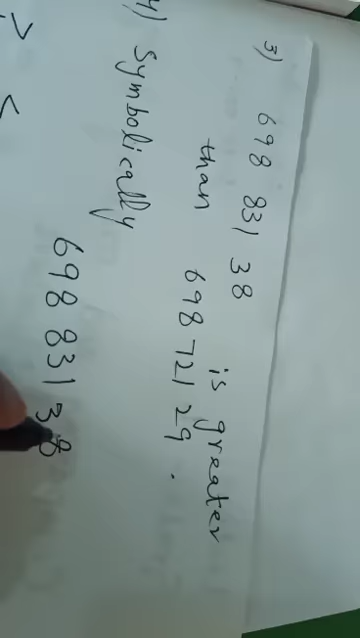 3) 698 831 38 is greater
than 698 721 29.
4) Symbolically
698 831 38
> <